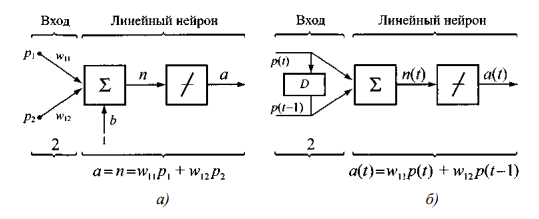 Вход Линейный нейрон
p₁ w₁₁
Σ n a
p₂ w₁₂
b
1
2
a=n=w₁₁p₁ + w₁₂p₂
а)
Вход Линейный нейрон
p(t)
D Σ n(t) a(t)
p(t−1)
2
a(t)=w₁₁p(t) + w₁₂p(t−1)
б)